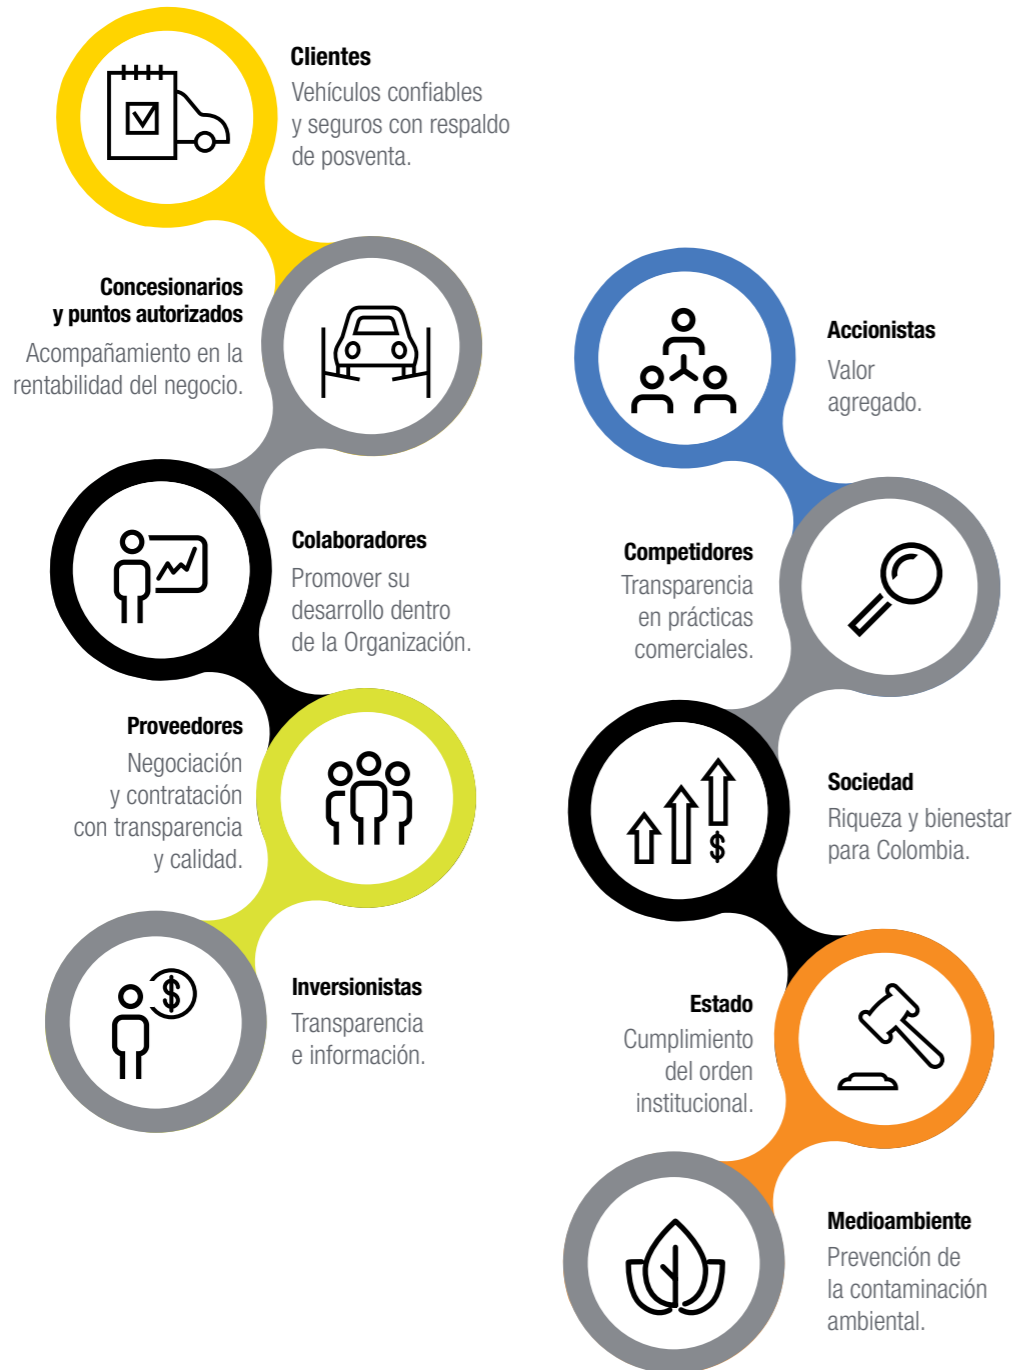 Clientes
Vehículos confiables
y seguros con respaldo
de posventa.
Concesionarios
y puntos autorizados
Acompañamiento en la
rentabilidad del negocio.
Colaboradores
Promover su
desarrollo dentro
de la Organización.
Proveedores
Negociación
y contratación
con transparencia
y calidad.
$
Inversionistas
Transparencia
e información.
Accionistas
Valor
agregado.
Competidores
Transparencia
en prácticas
comerciales.
$
Sociedad
Riqueza y bienestar
para Colombia.
Estado
Cumplimiento
del orden
institucional.
Medioambiente
Prevención de
la contaminación
ambiental.